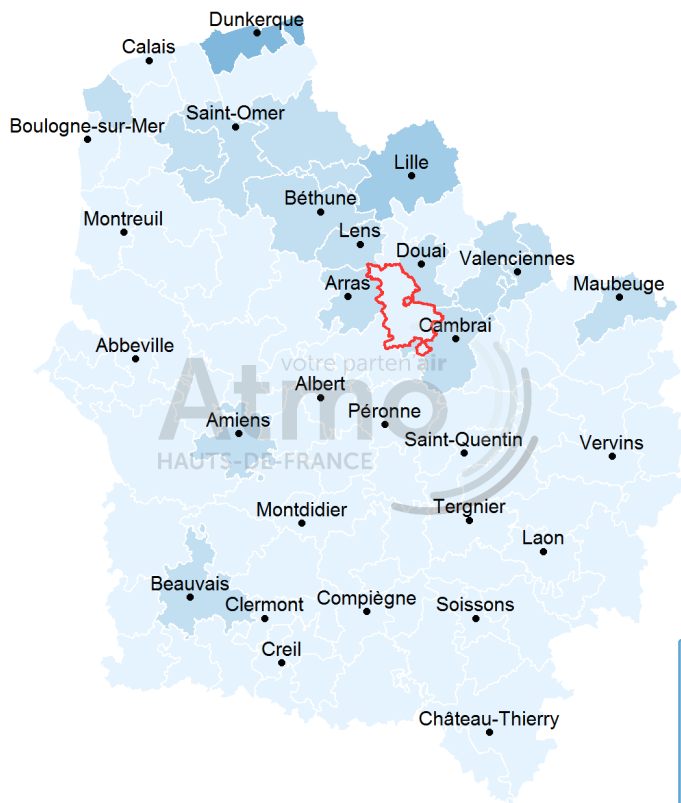 Dunkerque
Calais
Saint-Omer
Boulogne-sur-Mer
Lille
Béthune
Montreuil
Lens
Douai
Valenciennes
Arras
Maubeuge
Cambrai
Abbeville
votre partenair
Atmo
HAUTS-DE-FRANCE
Albert
Péronne
Amiens
Saint-Quentin
Vervins
Montdidier
Tergnier
Laon
Beauvais
Clermont
Compiègne
Soissons
Creil
Château-Thierry